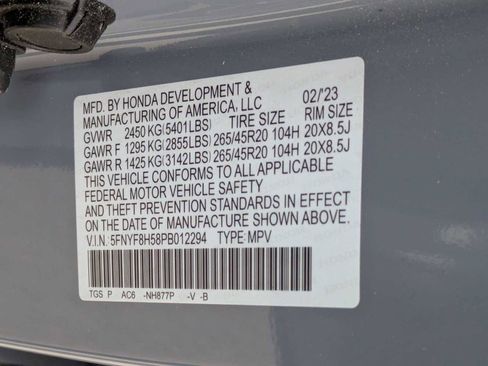 MFD. BY HONDA DEVELOPMENT & 02/'23
MANUFACTURING OF AMERICA, LLC
GVWR 2450 KG(5401LBS) TIRE SIZE RIM SIZE
GAWR F 1295 KG(2855LBS) 265/45R20 104H 20X8.5J
GAWR R 1425 KG(3142LBS) 265/45R20 104H 20X8.5J
THIS VEHICLE CONFORMS TO ALL APPLICABLE
FEDERAL MOTOR VEHICLE SAFETY
AND THEFT PREVENTION STANDARDS IN EFFECT
ON THE DATE OF MANUFACTURE SHOWN ABOVE.
V.I.N.: 5FNYF8H58PB012294 TYPE: MPV
TGS P AC6 -NH877P -V -B